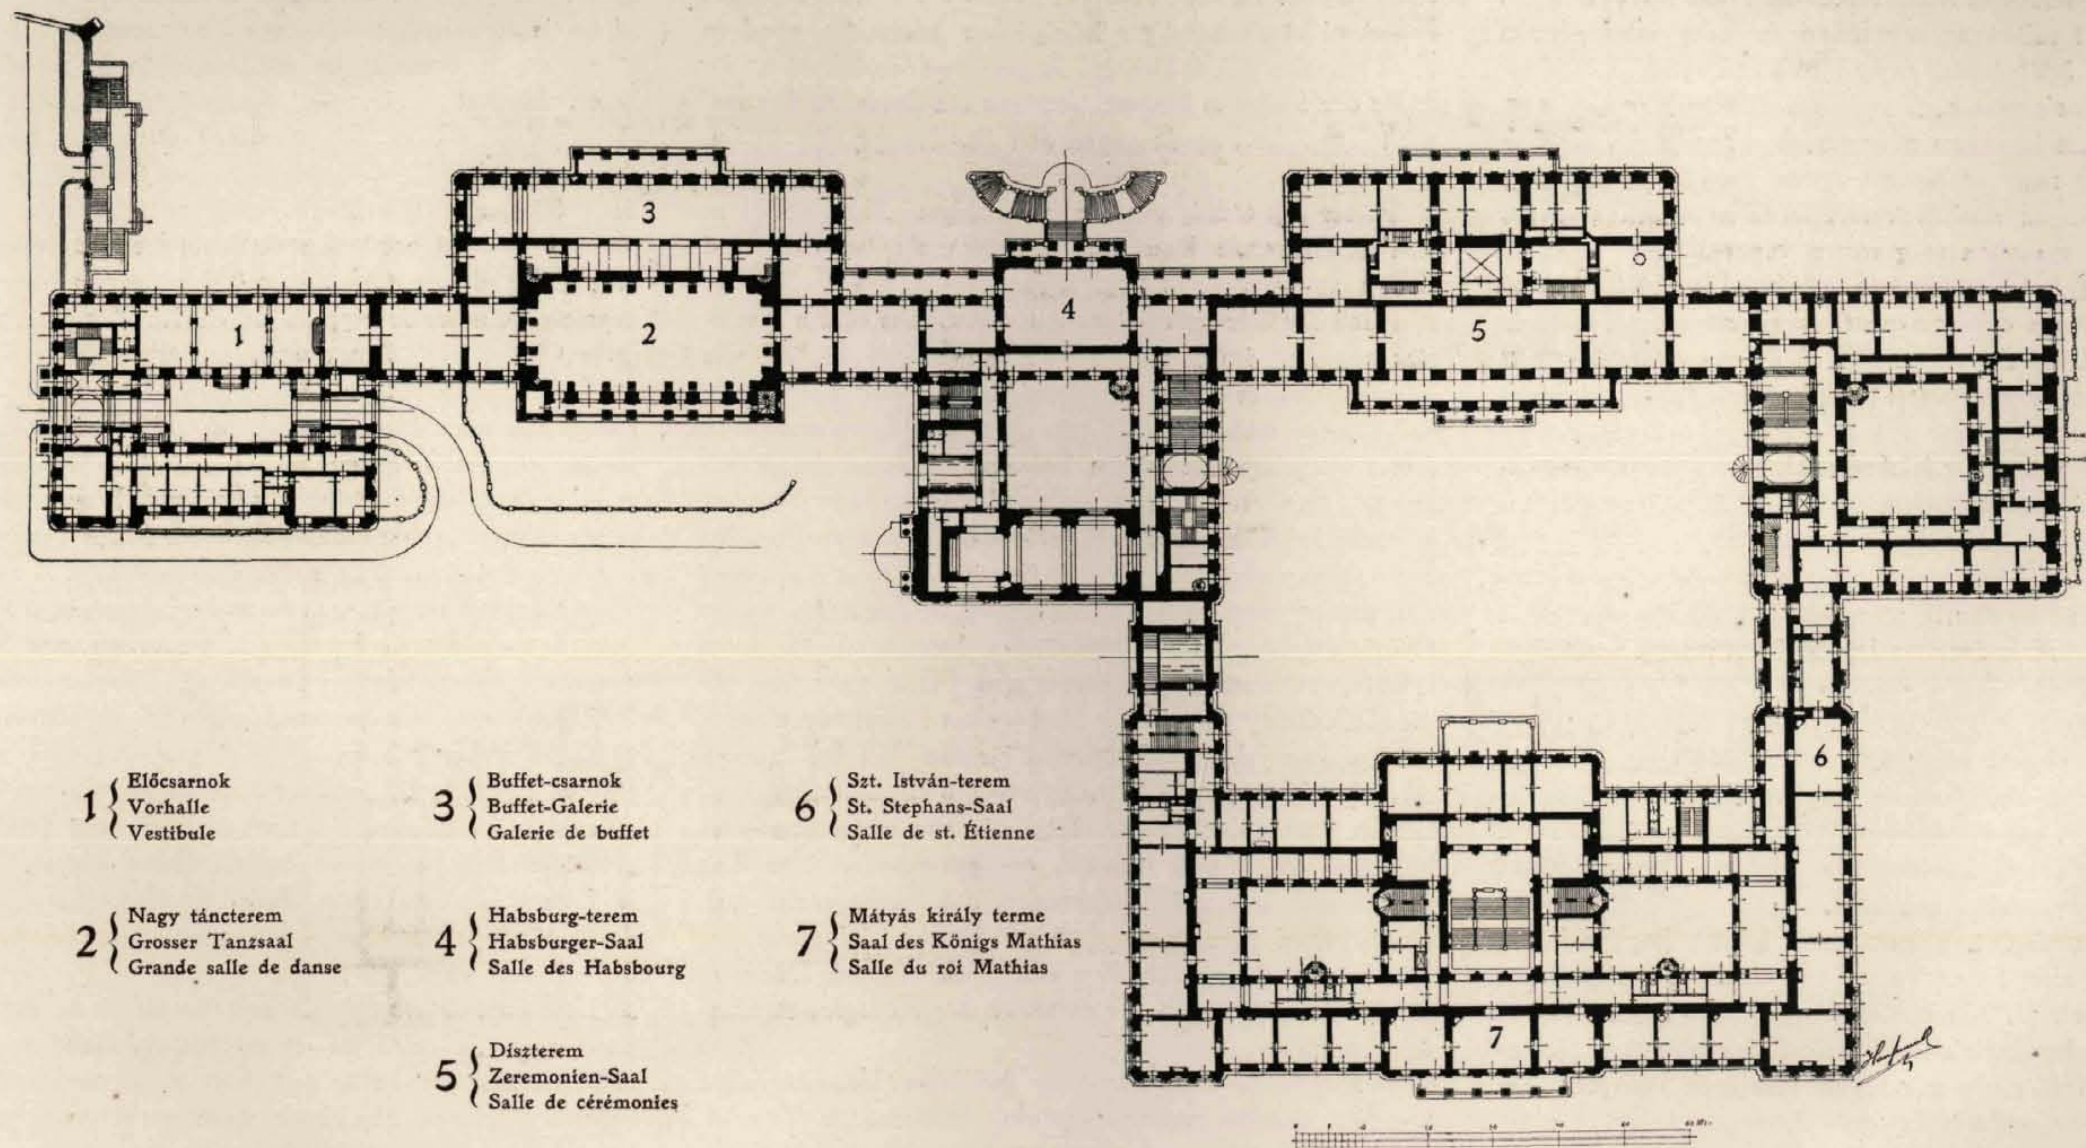 1
2
3
4
5
6
7
1
Előcsarnok
Vorhalle
Vestibule
2
Nagy táncterem
Grosser Tanzsaal
Grande salle de danse
3
Buffet-csarnok
Buffet-Galerie
Galerie de buffet
4
Habsburg-terem
Habsburger-Saal
Salle des Habsbourg
5
Díszterem
Zeremonien-Saal
Salle de cérémonies
6
Szt. István-terem
St. Stephans-Saal
Salle de st. Étienne
7
Mátyás király terme
Saal des Königs Mathias
Salle du roi Mathias